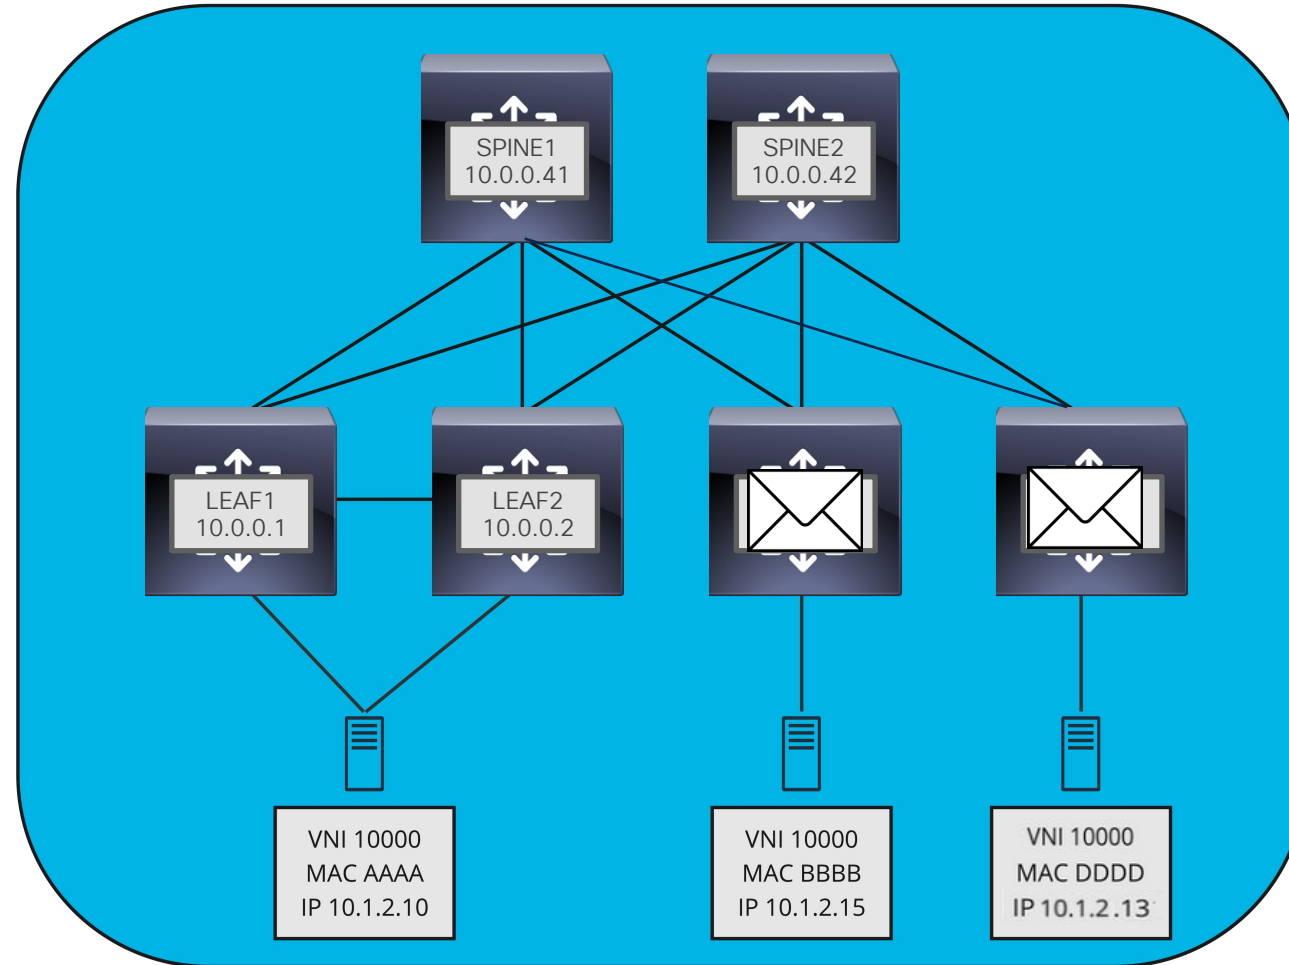 SPINE1
10.0.0.41
SPINE2
10.0.0.42
LEAF1
10.0.0.1
LEAF2
10.0.0.2
VNI 10000
MAC AAAA
IP 10.1.2.10
VNI 10000
MAC BBBB
IP 10.1.2.15
VNI 10000
MAC DDDD
IP 10.1.2.13